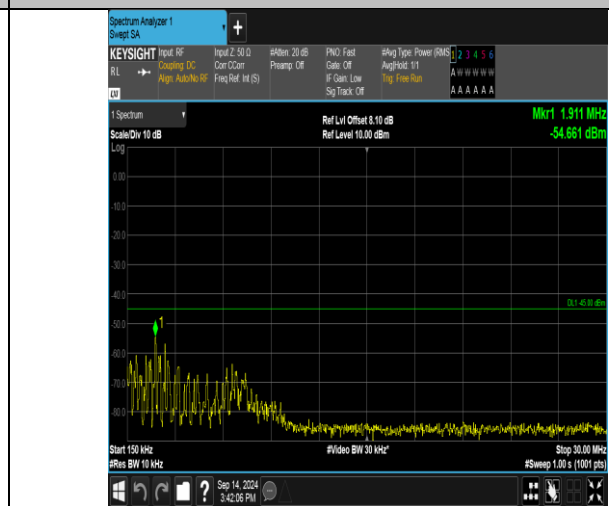 Spectrum Analyzer 1
Swept SA
+
KEYSIGHT
RL
Input: RF
Coupling: DC
Align: Auto/No RF
Input Z: 50 Ω
Corr CCorr
Freq Ref: Int (S)
#Atten: 20 dB
Preamp: Off
PNO: Fast
Gate: Off
IF Gain: Low
Sig Track: Off
#Avg Type: Power (RMS
Avg|Hold: 1/1
Trig: Free Run
1 2 3 4 5 6
A W W W W W
A A A A A A
1 Spectrum
Scale/Div 10 dB
Ref Lvl Offset 8.10 dB
Ref Level 10.00 dBm
Mkr1 1.911 MHz
-54.661 dBm
Log
0.00
-10.0
-20.0
-30.0
-40.0
DL1 -45.00 dBm
-50.0
1
-60.0
-70.0
-80.0
Start 150 kHz
#Video BW 30 kHz*
Stop 30.00 MHz
#Res BW 10 kHz
#Sweep 1.00 s (1001 pts)
?
Sep 14, 2024
3:42:06 PM